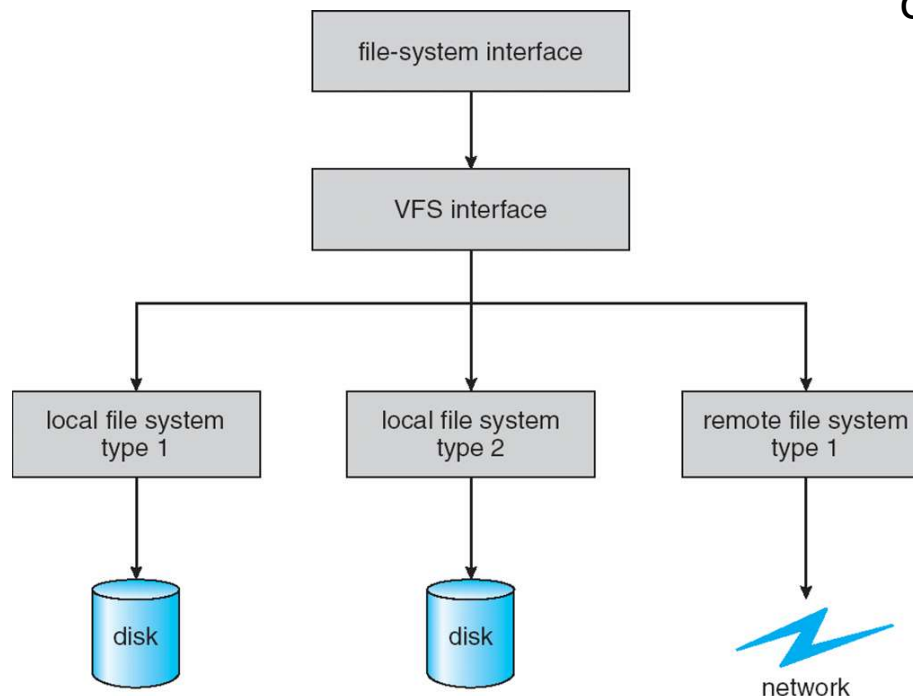 file-system interface
VFS interface
local file system
type 1
local file system
type 2
remote file system
type 1
disk
disk
network